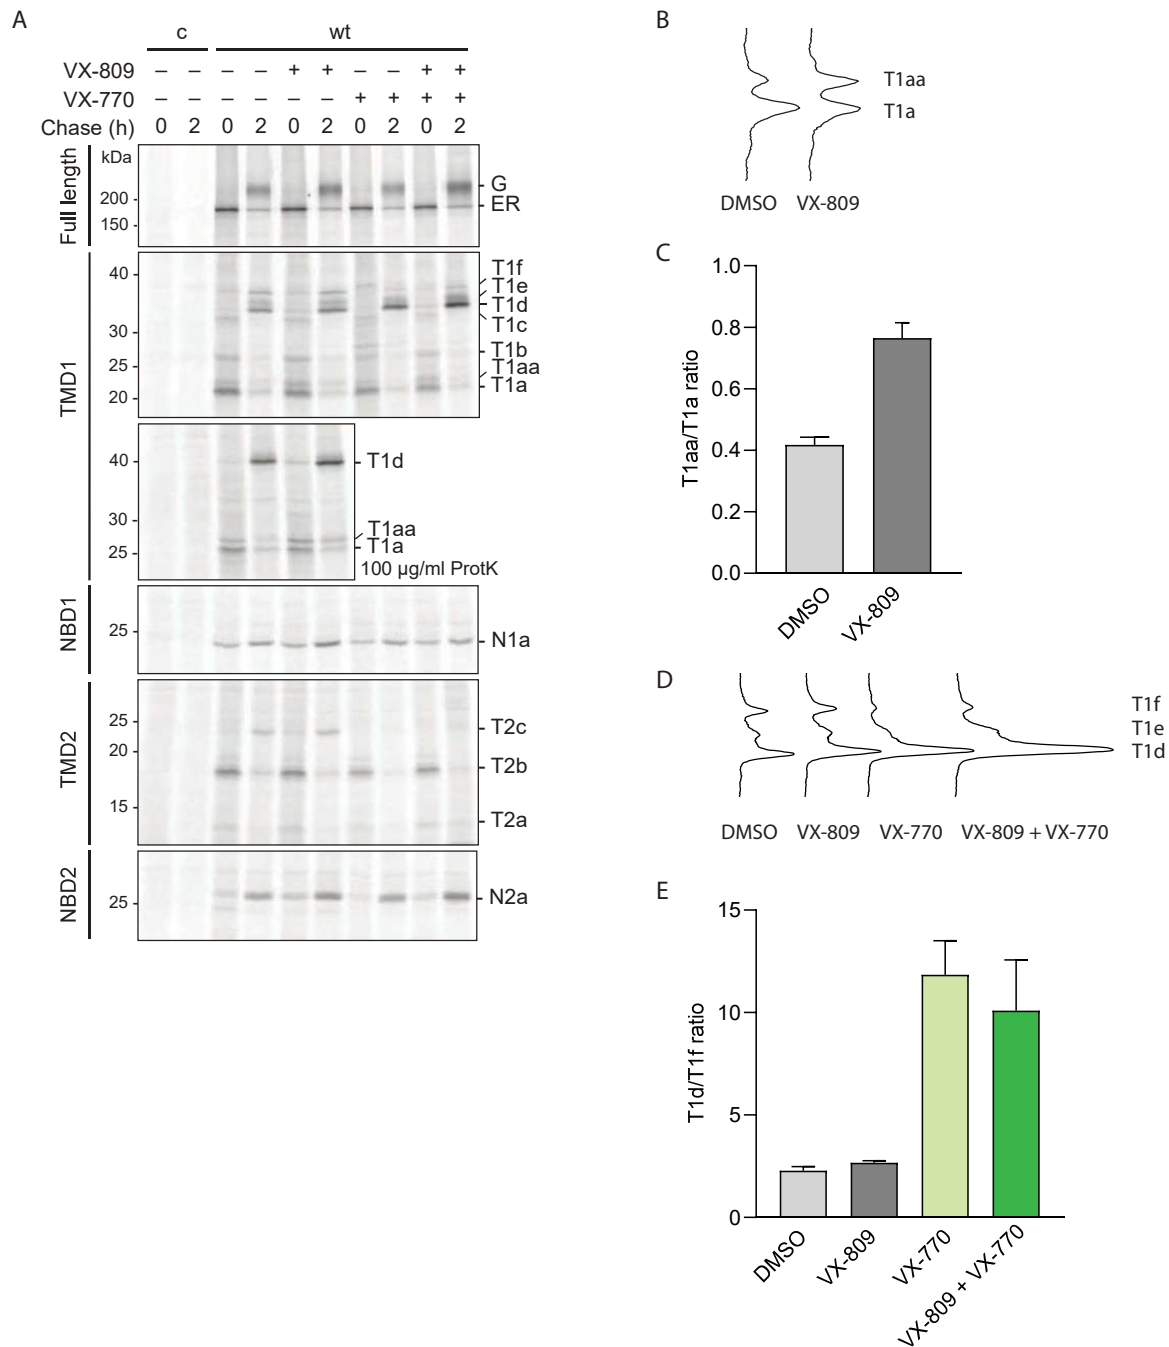 A
c wt
VX-809 – – – – + + – – + +
VX-770 – – – – – – + + + +
Chase (h) 0 2 0 2 0 2 0 2 0 2
Full length
kDa
200
150
G
ER
TMD1
40
30
25
20
T1f
T1e
T1d
T1c
T1b
T1aa
T1a
40
30
25
T1d
T1aa
T1a
100 µg/ml ProtK
NBD1
25
N1a
TMD2
25
20
15
T2c
T2b
T2a
NBD2
25
N2a
B
T1aa
T1a
DMSO VX-809
C
T1aa/T1a ratio
1.0
0.8
0.6
0.4
0.2
0.0
DMSO
VX-809
D
T1f
T1e
T1d
DMSO VX-809 VX-770 VX-809 + VX-770
E
T1d/T1f ratio
15
10
5
0
DMSO
VX-809
VX-770
VX-809 + VX-770